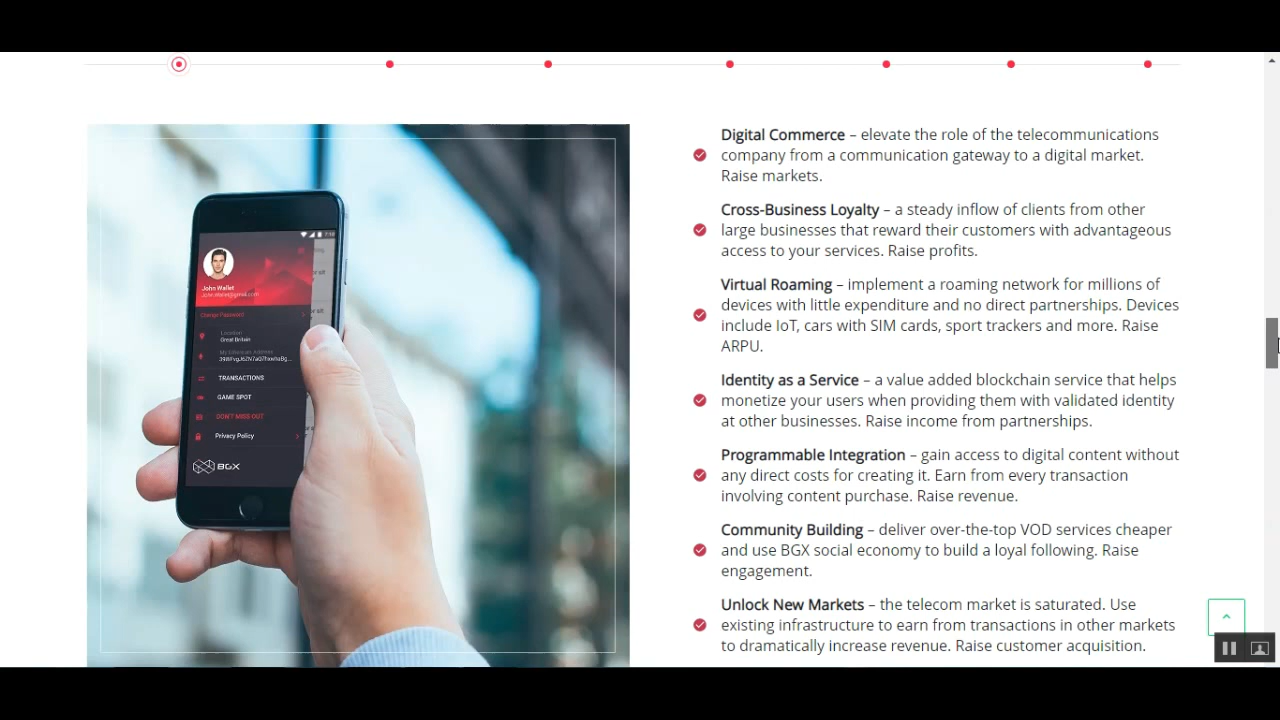 7:10
John Wallet
John.Wallet@gmail.com
Change Password
Location
Great Britain
My Ethereum Address
TRANSACTIONS
GAME SPOT
DON'T MISS OUT
Privacy Policy
BGX
Digital Commerce – elevate the role of the telecommunications
company from a communication gateway to a digital market.
Raise markets.
Cross-Business Loyalty – a steady inflow of clients from other
large businesses that reward their customers with advantageous
access to your services. Raise profits.
Virtual Roaming – implement a roaming network for millions of
devices with little expenditure and no direct partnerships. Devices
include IoT, cars with SIM cards, sport trackers and more. Raise
ARPU.
Identity as a Service – a value added blockchain service that helps
monetize your users when providing them with validated identity
at other businesses. Raise income from partnerships.
Programmable Integration – gain access to digital content without
any direct costs for creating it. Earn from every transaction
involving content purchase. Raise revenue.
Community Building – deliver over-the-top VOD services cheaper
and use BGX social economy to build a loyal following. Raise
engagement.
Unlock New Markets – the telecom market is saturated. Use
existing infrastructure to earn from transactions in other markets
to dramatically increase revenue. Raise customer acquisition.